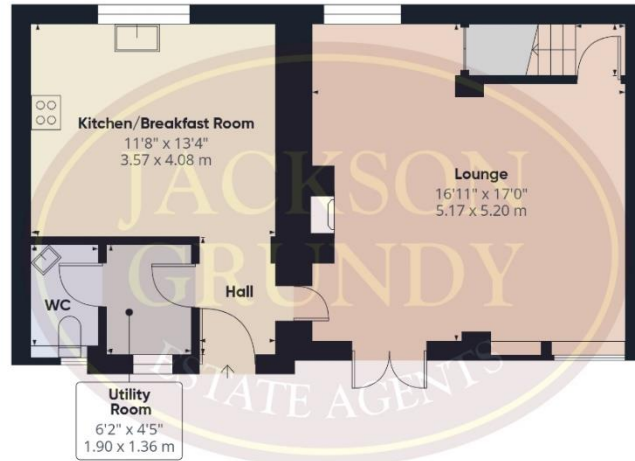 Kitchen/Breakfast Room
11'8" x 13'4"
3.57 x 4.08 m
Lounge
16'11" x 17'0"
5.17 x 5.20 m
JACKSON
GRUNDY
ESTATE AGENTS
WC
Hall
Utility
Room
6'2" x 4'5"
1.90 x 1.36 m